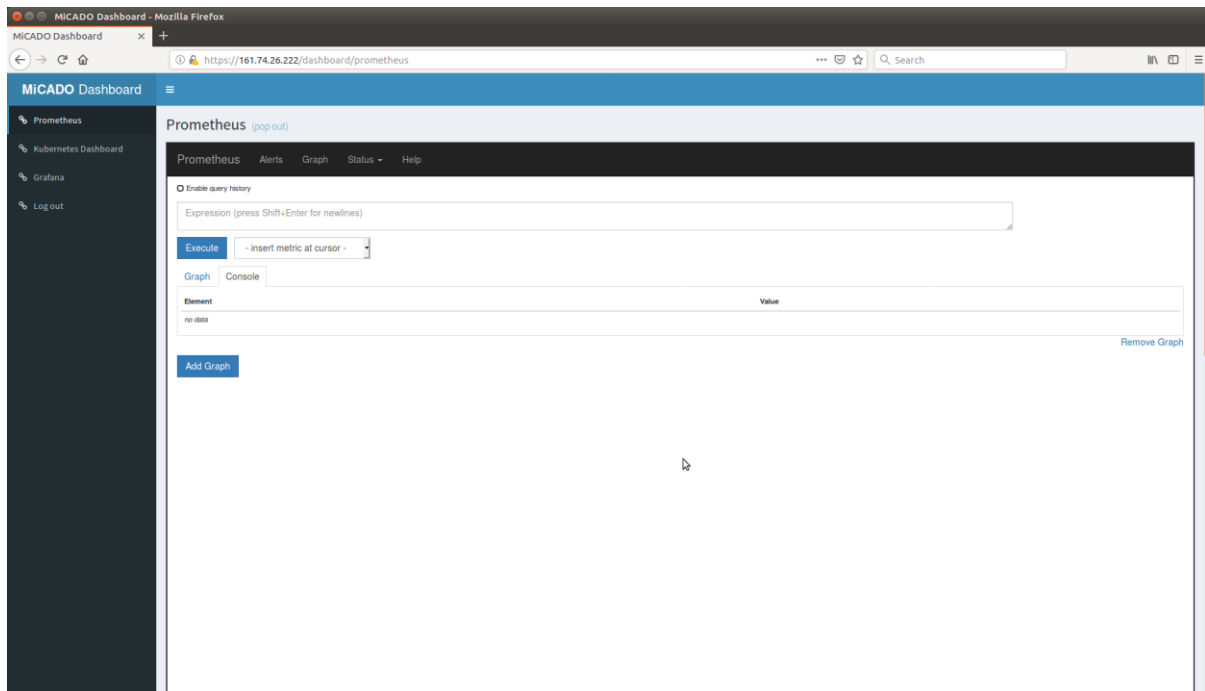 MiCADO Dashboard - Mozilla Firefox
MiCADO Dashboard
https://161.74.26.222/dashboard/prometheus
Search
MiCADO Dashboard
Prometheus
Kubernetes Dashboard
Grafana
Log out
Prometheus (pop out)
Prometheus Alerts Graph Status Help
Enable query history
Expression (press Shift+Enter for newlines)
Execute - insert metric at cursor -
Graph Console
Element Value
no data
Remove Graph
Add Graph